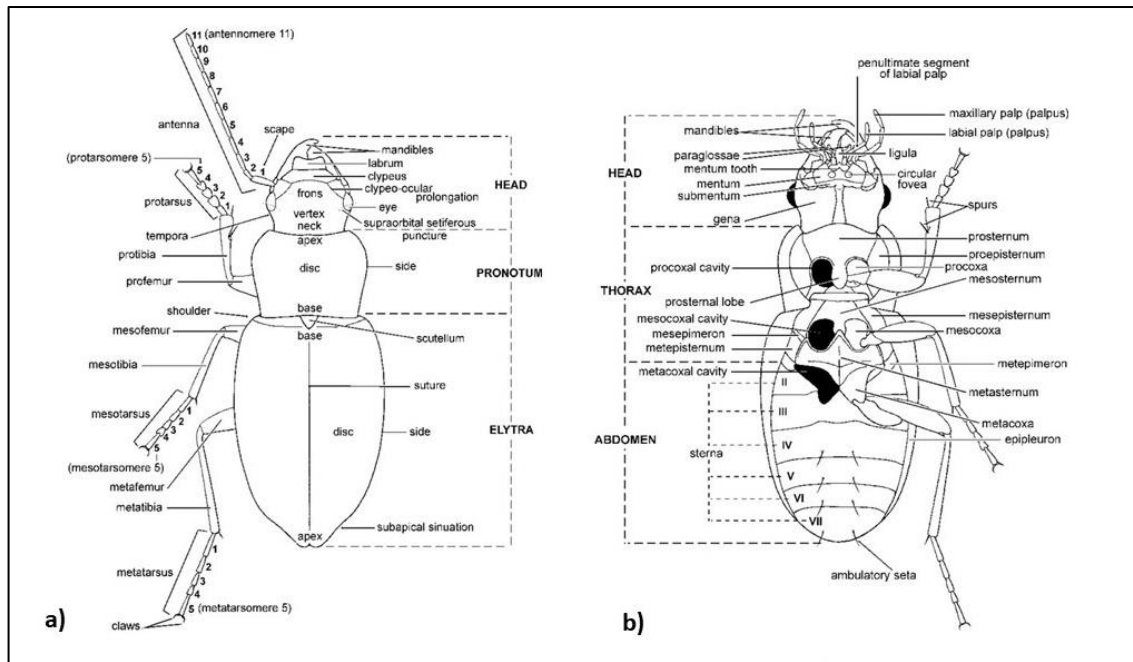 11 (antennomere 11)
10
9
8
7
6
5
4
3
2
1
antenna
scape
(protarsomere 5)
5
4
3
2
1
protarsus
tempora
protibia
profemur
shoulder
mesofemur
mesotibia
mesotarsus
1
2
3
4
5
(mesotarsomere 5)
metafemur
metatibia
metatarsus
1
2
3
4
5 (metatarsomere 5)
claws
mandibles
labrum
clypeus
clypeo-ocular
prolongation
frons
eye
vertex
supraorbital setiferous
puncture
neck
apex
disc
side
base
scutellum
base
suture
disc
side
subapical sinuation
apex
HEAD
PRONOTUM
ELYTRA
a)
penultimate segment
of labial palp
maxillary palp (palpus)
mandibles
labial palp (palpus)
paraglossae
ligula
mentum tooth
circular
fovea
mentum
submentum
spurs
gena
HEAD
prosternum
proepisternum
procoxal cavity
procoxa
mesosternum
THORAX
prosternal lobe
mesocoxal cavity
mesepisternum
mesepimeron
mesocoxa
metepisternum
metepimeron
metacoxal cavity
metasternum
II
III
metacoxa
ABDOMEN
epipleuron
IV
sterna
V
VI
VII
ambulatory seta
b)